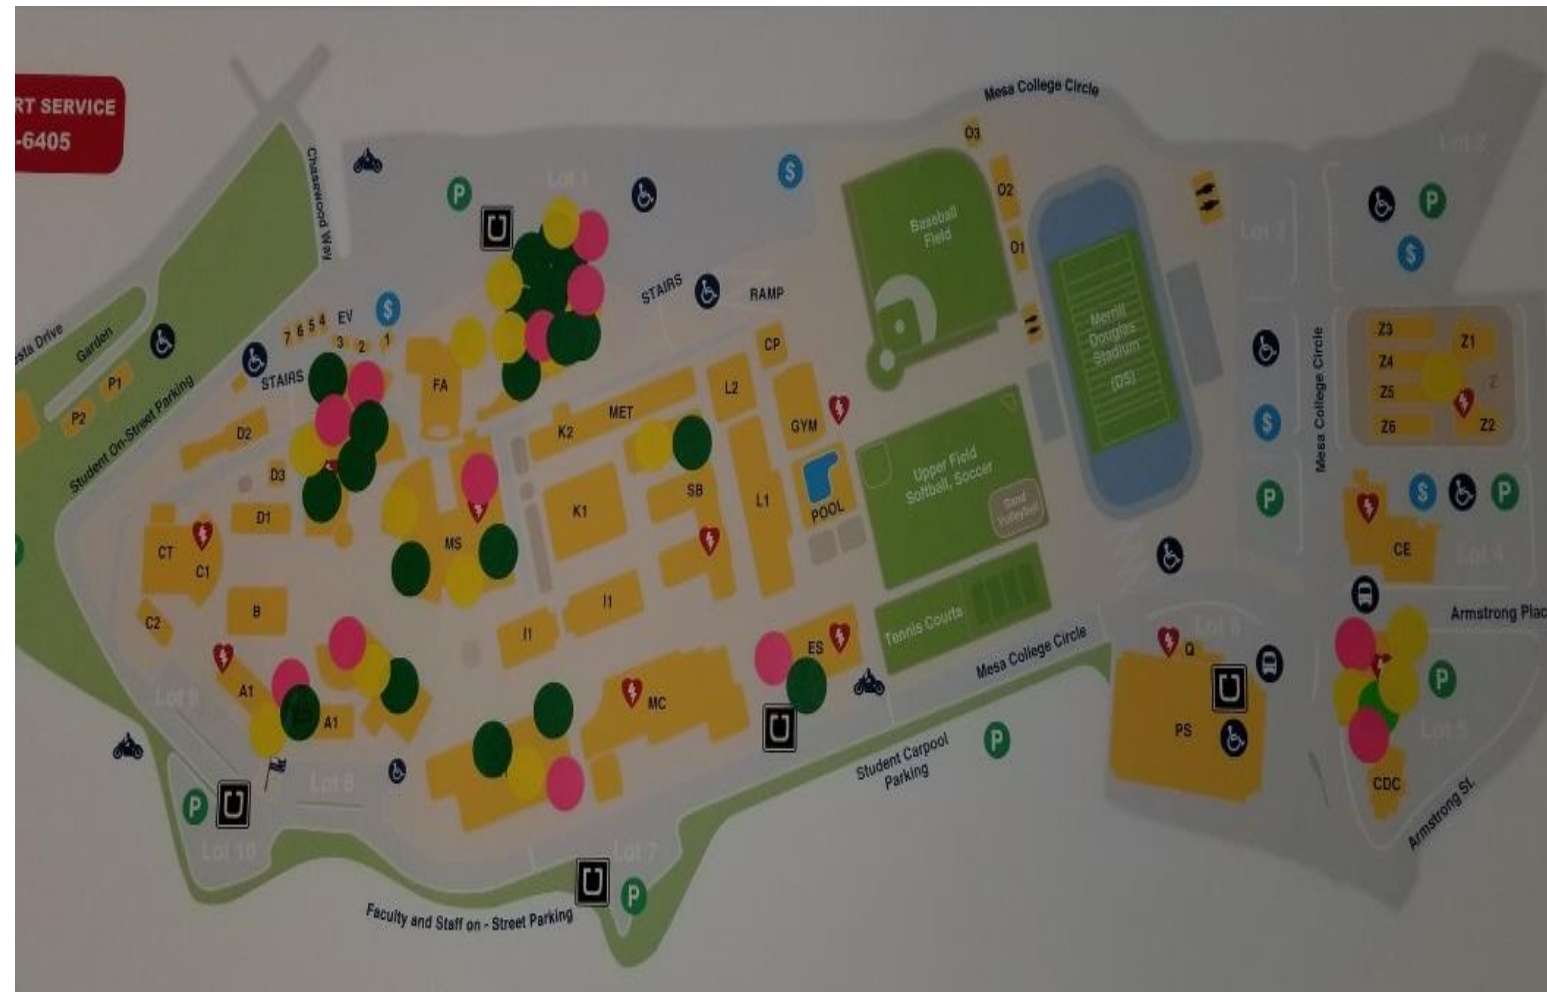 RT SERVICE
-6405
Mesa College Circle
Chasewood Way
P
Lot 1
$
O3
O2
O1
Baseball
Field
Merrill
Douglas
Stadium
(DS)
Lot 3
Lot 2
P
$
STAIRS
RAMP
EV
$
7 6 5 4
3 2 1
STAIRS
Garden
P1
P2
Student On-Street Parking
FA
CP
MET
L2
K2
GYM
D2
D3
D1
K1
SB
L1
POOL
MS
CT
C1
C2
B
I1
I1
Upper Field
Softball, Soccer
Sand
Volleyball
Tennis Courts
Mesa College Circle
Mesa College Circle
$
P
Z3
Z1
Z4
Z
Z5
Z6
Z2
$
P
CE
Lot 4
Armstrong Plac
Lot 6
Q
PS
P
Lot 5
CDC
Armstrong St.
A1
A1
ES
MC
Lot 9
Lot 8
P
Lot 10
Lot 7
P
Student Carpool
Parking
P
Faculty and Staff on - Street Parking